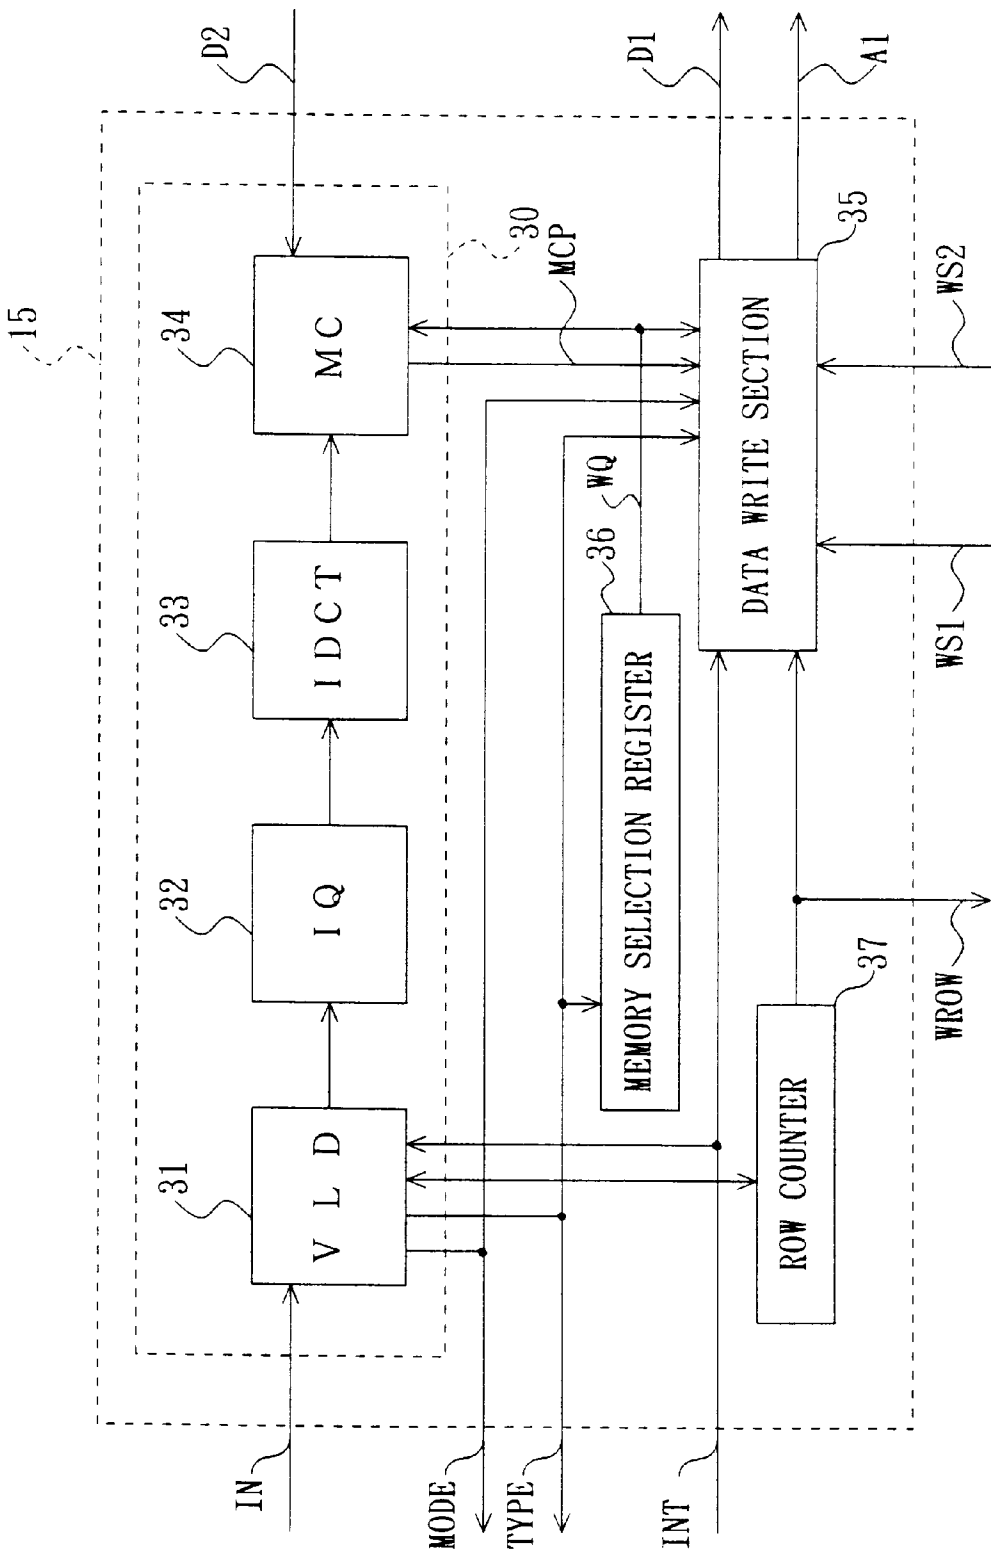 15
30
31
VLD
32
IQ
33
IDCT
34
MC
D2
MCP
IN
MODE
TYPE
INT
36
MEMORY SELECTION REGISTER
WQ
35
DATA WRITE SECTION
D1
A1
37
ROW COUNTER
WROW
WS1
WS2